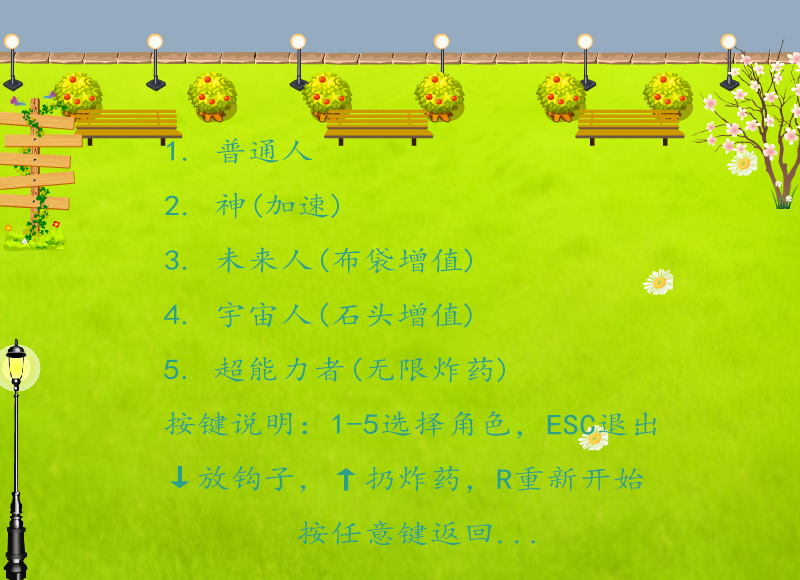 1. 普通人
2. 神(加速)
3. 未来人(布袋增值)
4. 宇宙人(石头增值)
5. 超能力者(无限炸药)
按键说明：1-5选择角色，ESC退出
↓放钩子，↑扔炸药，R重新开始
按任意键返回...